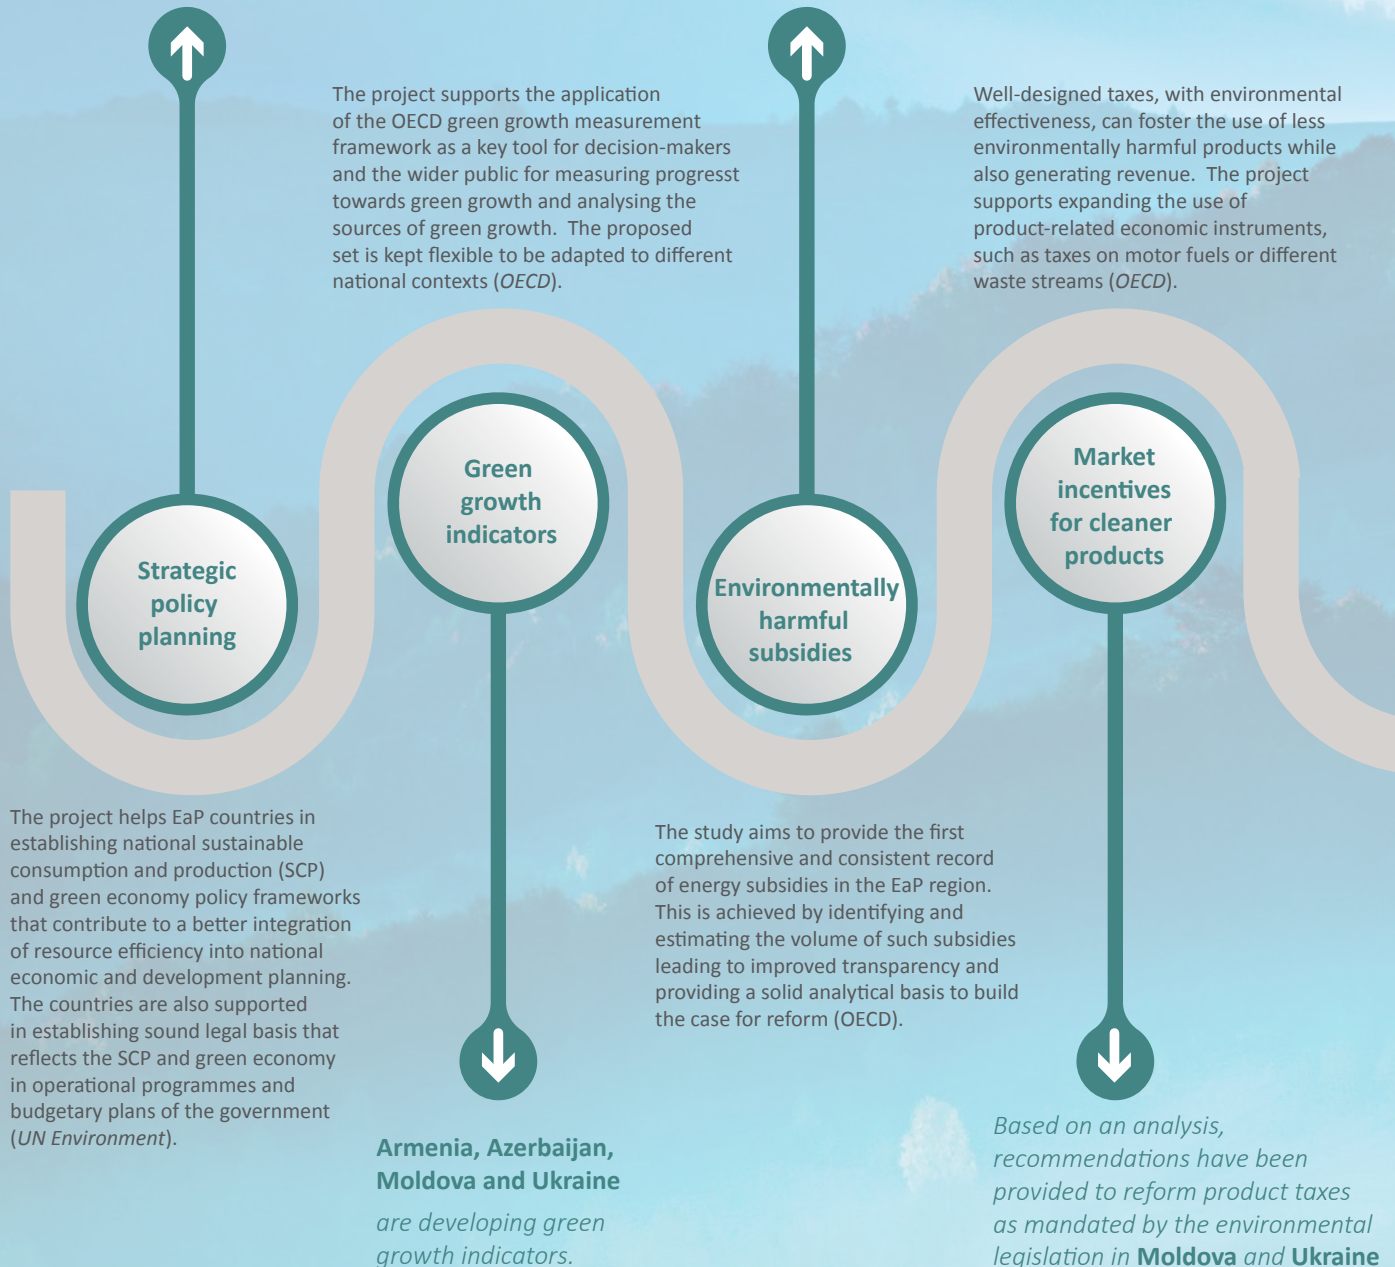 The project supports the application
of the OECD green growth measurement
framework as a key tool for decision-makers
and the wider public for measuring progresst
towards green growth and analysing the
sources of green growth.  The proposed
set is kept flexible to be adapted to different
national contexts (OECD).
Well-designed taxes, with environmental
effectiveness, can foster the use of less
environmentally harmful products while
also generating revenue.  The project
supports expanding the use of
product-related economic instruments,
such as taxes on motor fuels or different
waste streams (OECD).
Strategic
policy
planning
Green
growth
indicators
Environmentally
harmful
subsidies
Market
incentives
for cleaner
products
The project helps EaP countries in
establishing national sustainable
consumption and production (SCP)
and green economy policy frameworks
that contribute to a better integration
of resource efficiency into national
economic and development planning.
The countries are also supported
in establishing sound legal basis that
reflects the SCP and green economy
in operational programmes and
budgetary plans of the government
(UN Environment).
Armenia, Azerbaijan,
Moldova and Ukraine
are developing green
growth indicators.
The study aims to provide the first
comprehensive and consistent record
of energy subsidies in the EaP region.
This is achieved by identifying and
estimating the volume of such subsidies
leading to improved transparency and
providing a solid analytical basis to build
the case for reform (OECD).
Based on an analysis,
recommendations have been
provided to reform product taxes
as mandated by the environmental
legislation in Moldova and Ukraine